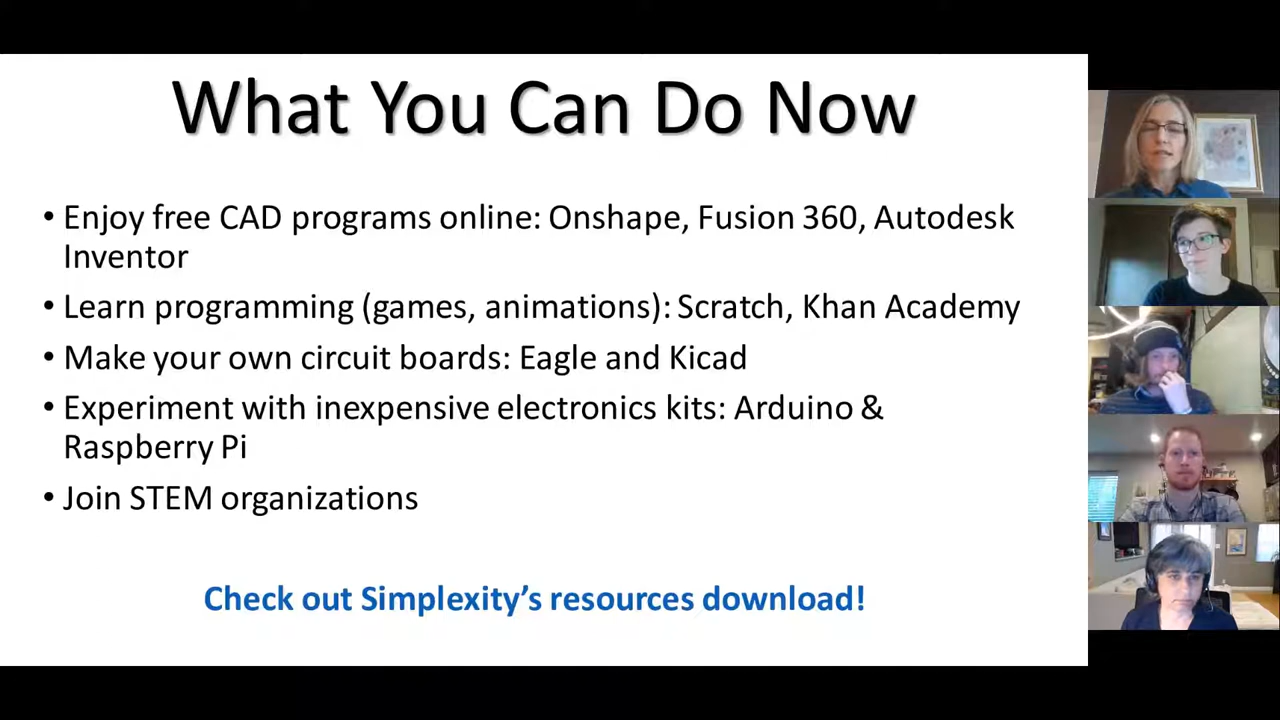 What You Can Do Now
• Enjoy free CAD programs online: Onshape, Fusion 360, Autodesk
Inventor
• Learn programming (games, animations): Scratch, Khan Academy
• Make your own circuit boards: Eagle and Kicad
• Experiment with inexpensive electronics kits: Arduino &
Raspberry Pi
• Join STEM organizations
Check out Simplexity’s resources download!